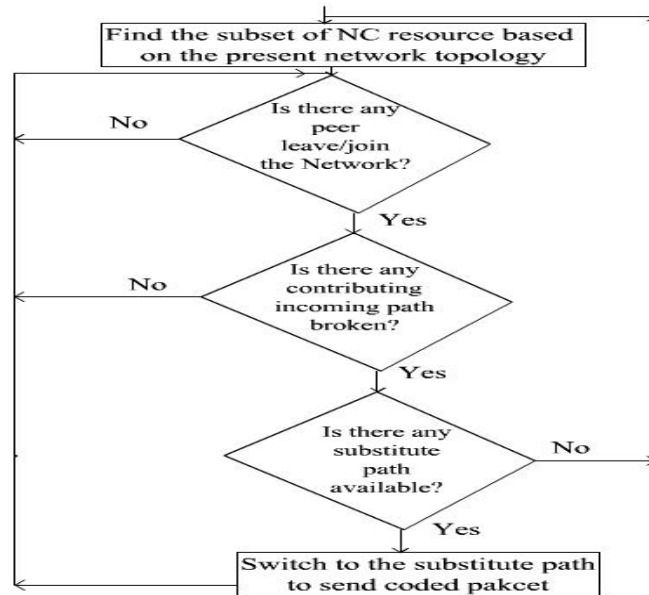 Find the subset of NC resource based
on the present network topology
Is there any
peer
leave/join
the Network?
No
Yes
Is there any
contributing
incoming path
broken?
No
Yes
Is there any
substitute
path
available?
No
Yes
Switch to the substitute path
to send coded pakcet